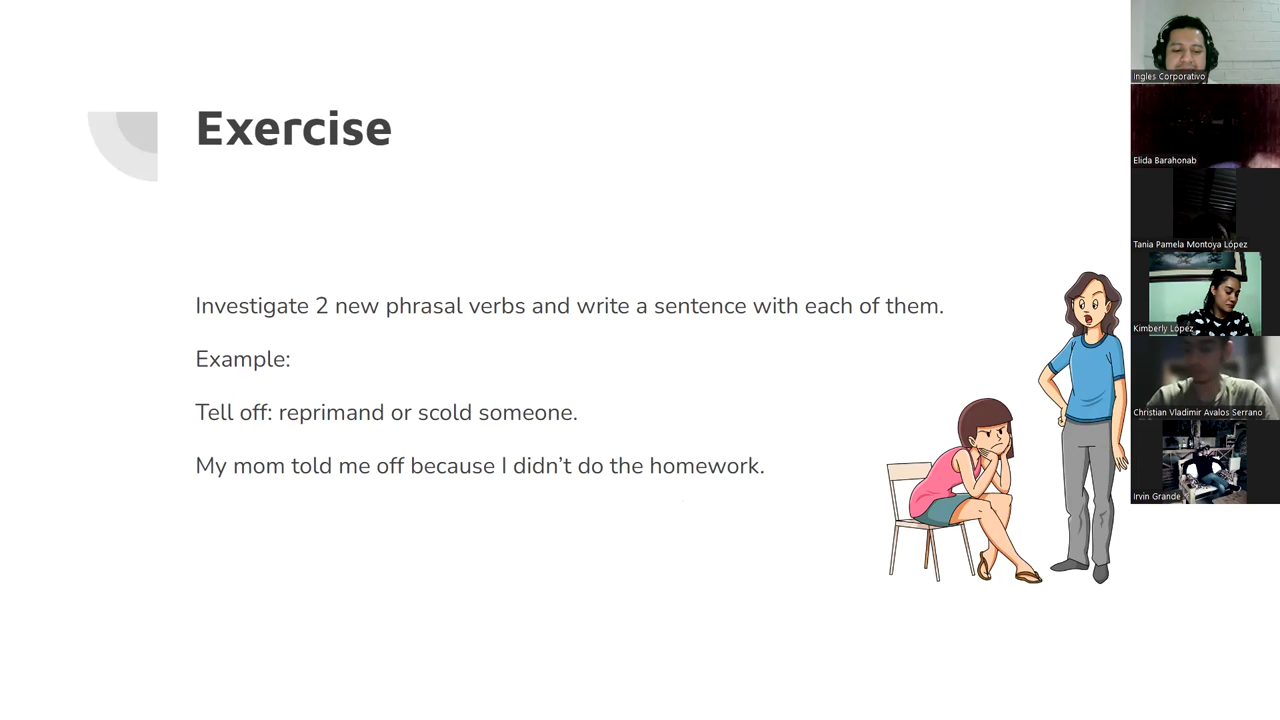 Exercise
Investigate 2 new phrasal verbs and write a sentence with each of them.
Example:
Tell off: reprimand or scold someone.
My mom told me off because I didn’t do the homework.
Ingles Corporativo
Elida Barahonab
Tania Pamela Montoya López
Kimberly López
Christian Vladimir Avalos Serrano
Irvin Grande